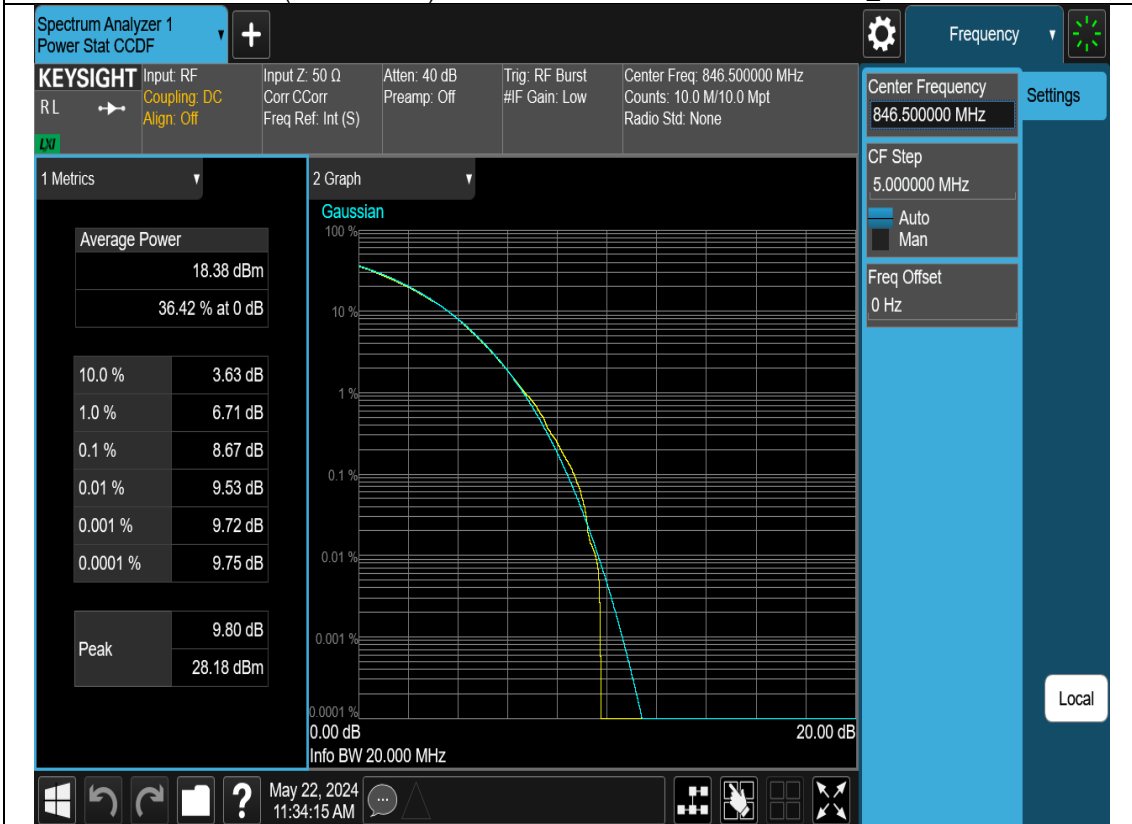 Spectrum Analyzer 1
Power Stat CCDF
Frequency
KEYSIGHT
R L
LXI
Input: RF
Coupling: DC
Align: Off
Input Z: 50 Ω
Corr CCorr
Freq Ref: Int (S)
Atten: 40 dB
Preamp: Off
Trig: RF Burst
#IF Gain: Low
Center Freq: 846.500000 MHz
Counts: 10.0 M/10.0 Mpt
Radio Std: None
Center Frequency
846.500000 MHz
Settings
CF Step
5.000000 MHz
Auto
Man
Freq Offset
0 Hz
1 Metrics
Average Power
18.38 dBm
36.42 % at 0 dB
10.0 % 3.63 dB
1.0 % 6.71 dB
0.1 % 8.67 dB
0.01 % 9.53 dB
0.001 % 9.72 dB
0.0001 % 9.75 dB
Peak
9.80 dB
28.18 dBm
2 Graph
Gaussian
100 %
10 %
1 %
0.1 %
0.01 %
0.001 %
0.0001 %
0.00 dB 20.00 dB
Info BW 20.000 MHz
Local
?
May 22, 2024
11:34:15 AM